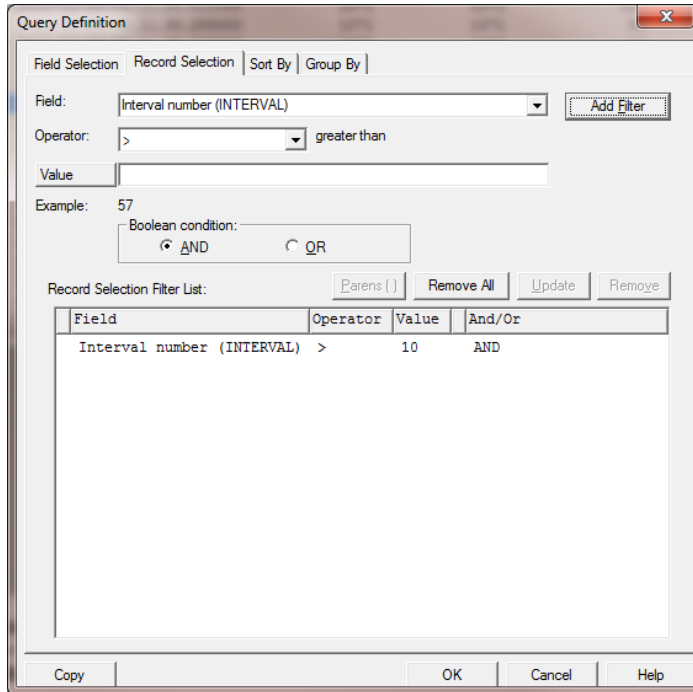 Query Definition
Field Selection Record Selection Sort By Group By
Field: Interval number (INTERVAL) Add Filter
Operator: > greater than
Value
Example: 57
Boolean condition:
AND OR
Record Selection Filter List: Parens ( ) Remove All Update Remove
Field Operator Value And/Or
Interval number (INTERVAL) > 10 AND
Copy OK Cancel Help